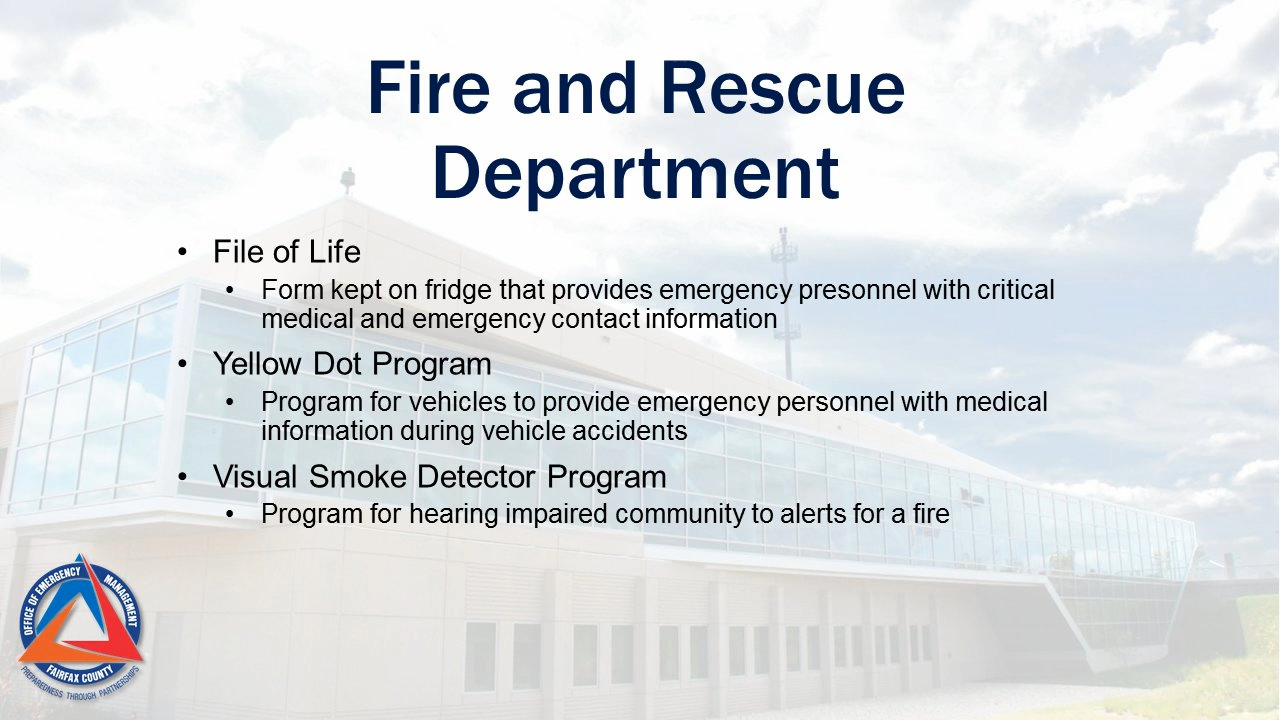 Fire and Rescue
Department
• File of Life
• Form kept on fridge that provides emergency presonnel with critical
medical and emergency contact information
• Yellow Dot Program
• Program for vehicles to provide emergency personnel with medical
information during vehicle accidents
• Visual Smoke Detector Program
• Program for hearing impaired community to alerts for a fire
OFFICE OF EMERGENCY MANAGEMENT
FAIRFAX COUNTY
PREPAREDNESS THROUGH PARTNERSHIPS